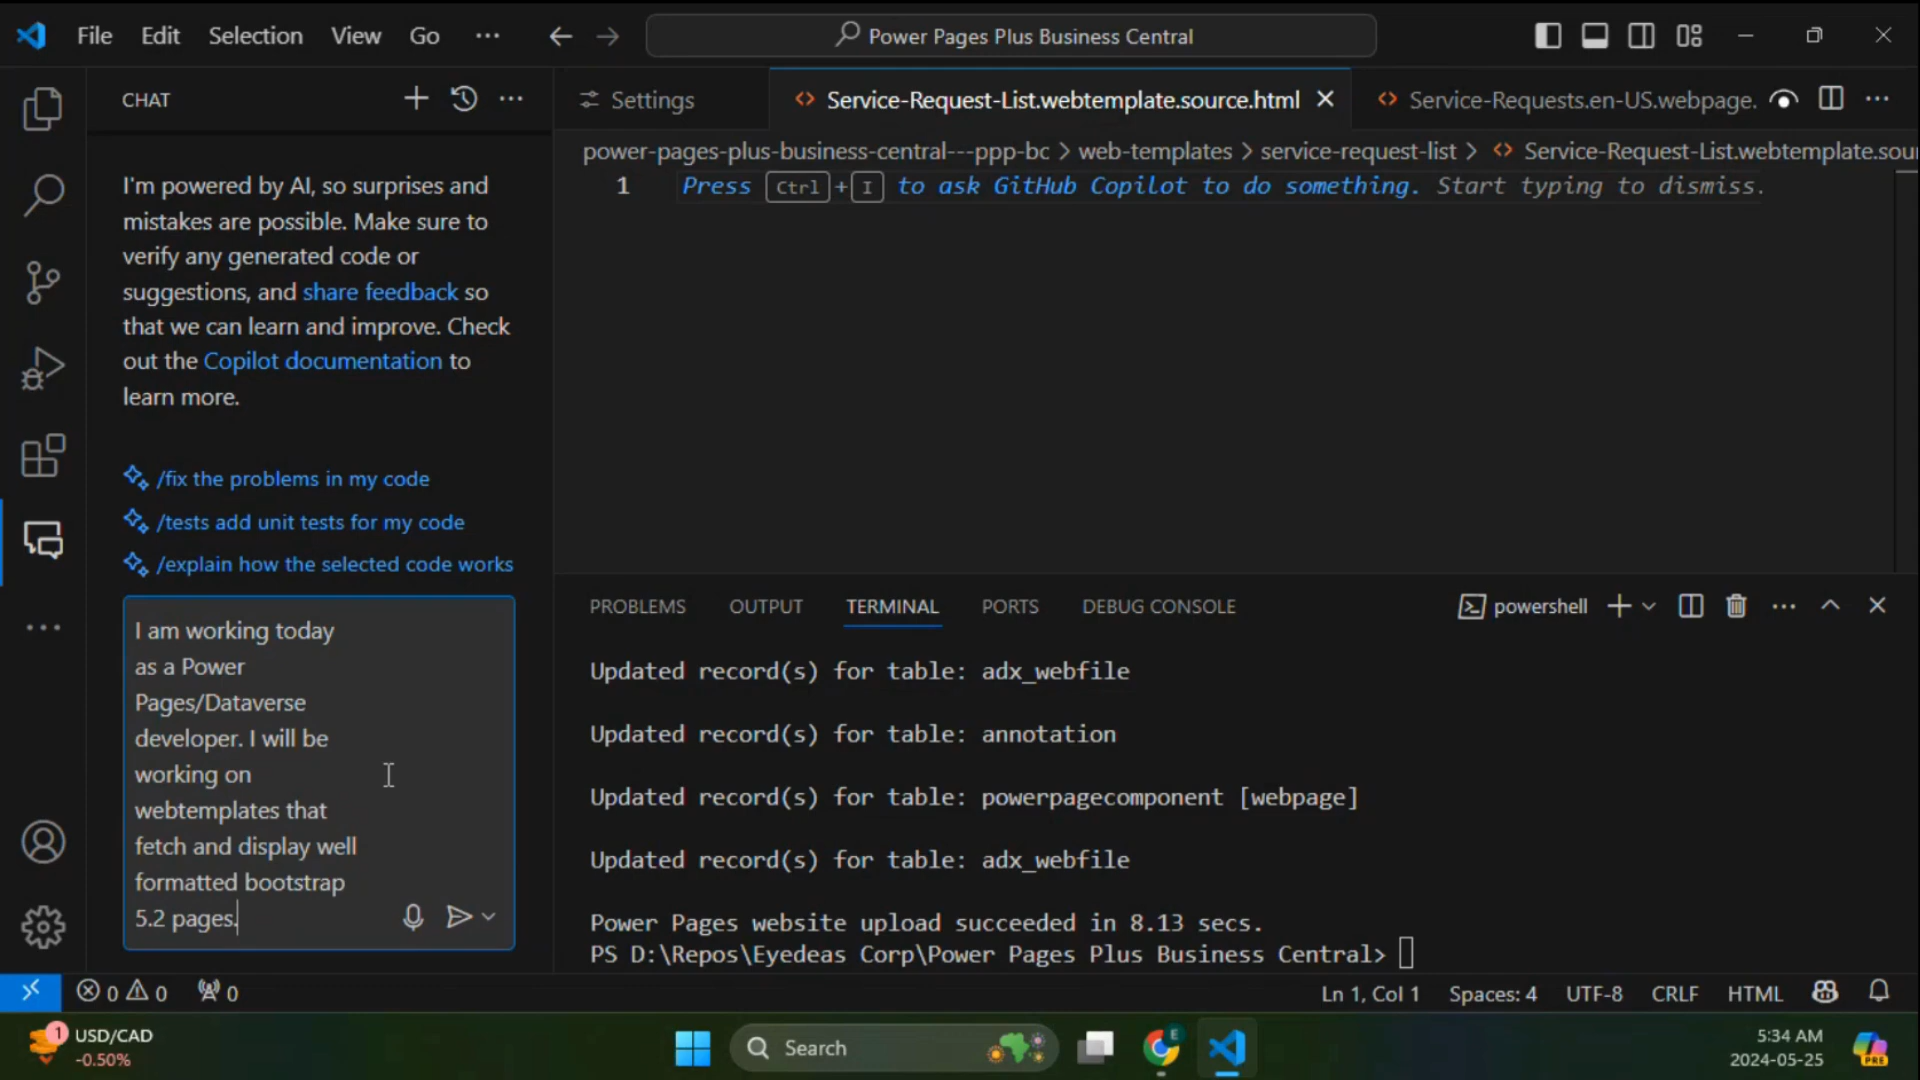 File Edit Selection View Go ··· Power Pages Plus Business Central
CHAT
Settings Service-Request-List.webtemplate.source.html Service-Requests.en-US.webpage.
power-pages-plus-business-central---ppp-bc > web-templates > service-request-list > Service-Request-List.webtemplate.sou
1 Press Ctrl + I to ask GitHub Copilot to do something. Start typing to dismiss.
I'm powered by AI, so surprises and
mistakes are possible. Make sure to
verify any generated code or
suggestions, and share feedback so
that we can learn and improve. Check
out the Copilot documentation to
learn more.
/fix the problems in my code
/tests add unit tests for my code
/explain how the selected code works
I am working today
as a Power
Pages/Dataverse
developer. I will be
working on
webtemplates that
fetch and display well
formatted bootstrap
5.2 pages.
PROBLEMS OUTPUT TERMINAL PORTS DEBUG CONSOLE powershell
Updated record(s) for table: adx_webfile
Updated record(s) for table: annotation
Updated record(s) for table: powerpagecomponent [webpage]
Updated record(s) for table: adx_webfile
Power Pages website upload succeeded in 8.13 secs.
PS D:\Repos\Eyedeas Corp\Power Pages Plus Business Central>
0 0 0 Ln 1, Col 1 Spaces: 4 UTF-8 CRLF HTML
1 USD/CAD
-0.50%
Search
E
5:34 AM
2024-05-25
PRE